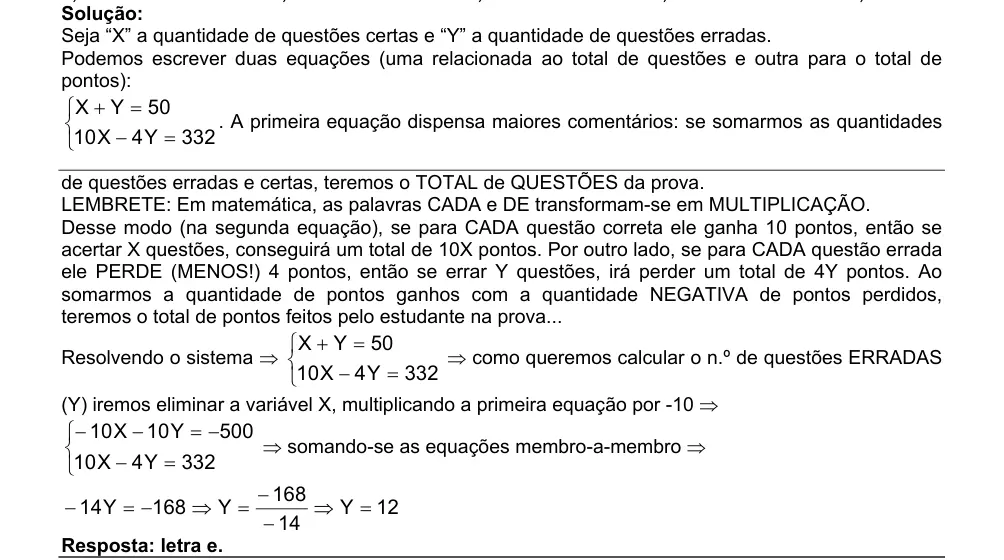 Solução:
Seja “X” a quantidade de questões certas e “Y” a quantidade de questões erradas.
Podemos escrever duas equações (uma relacionada ao total de questões e outra para o total de
pontos):
{X + Y = 50
{10X − 4Y = 332 . A primeira equação dispensa maiores comentários: se somarmos as quantidades
de questões erradas e certas, teremos o TOTAL de QUESTÕES da prova.
LEMBRETE: Em matemática, as palavras CADA e DE transformam-se em MULTIPLICAÇÃO.
Desse modo (na segunda equação), se para CADA questão correta ele ganha 10 pontos, então se
acertar X questões, conseguirá um total de 10X pontos. Por outro lado, se para CADA questão errada
ele PERDE (MENOS!) 4 pontos, então se errar Y questões, irá perder um total de 4Y pontos. Ao
somarmos a quantidade de pontos ganhos com a quantidade NEGATIVA de pontos perdidos,
teremos o total de pontos feitos pelo estudante na prova...
Resolvendo o sistema ⇒ {X + Y = 50
{10X − 4Y = 332 ⇒ como queremos calcular o n.º de questões ERRADAS
(Y) iremos eliminar a variável X, multiplicando a primeira equação por -10 ⇒
{− 10X − 10Y = −500
{10X − 4Y = 332 ⇒ somando-se as equações membro-a-membro ⇒
− 14Y = −168 ⇒ Y = − 168 / − 14 ⇒ Y = 12
Resposta: letra e.